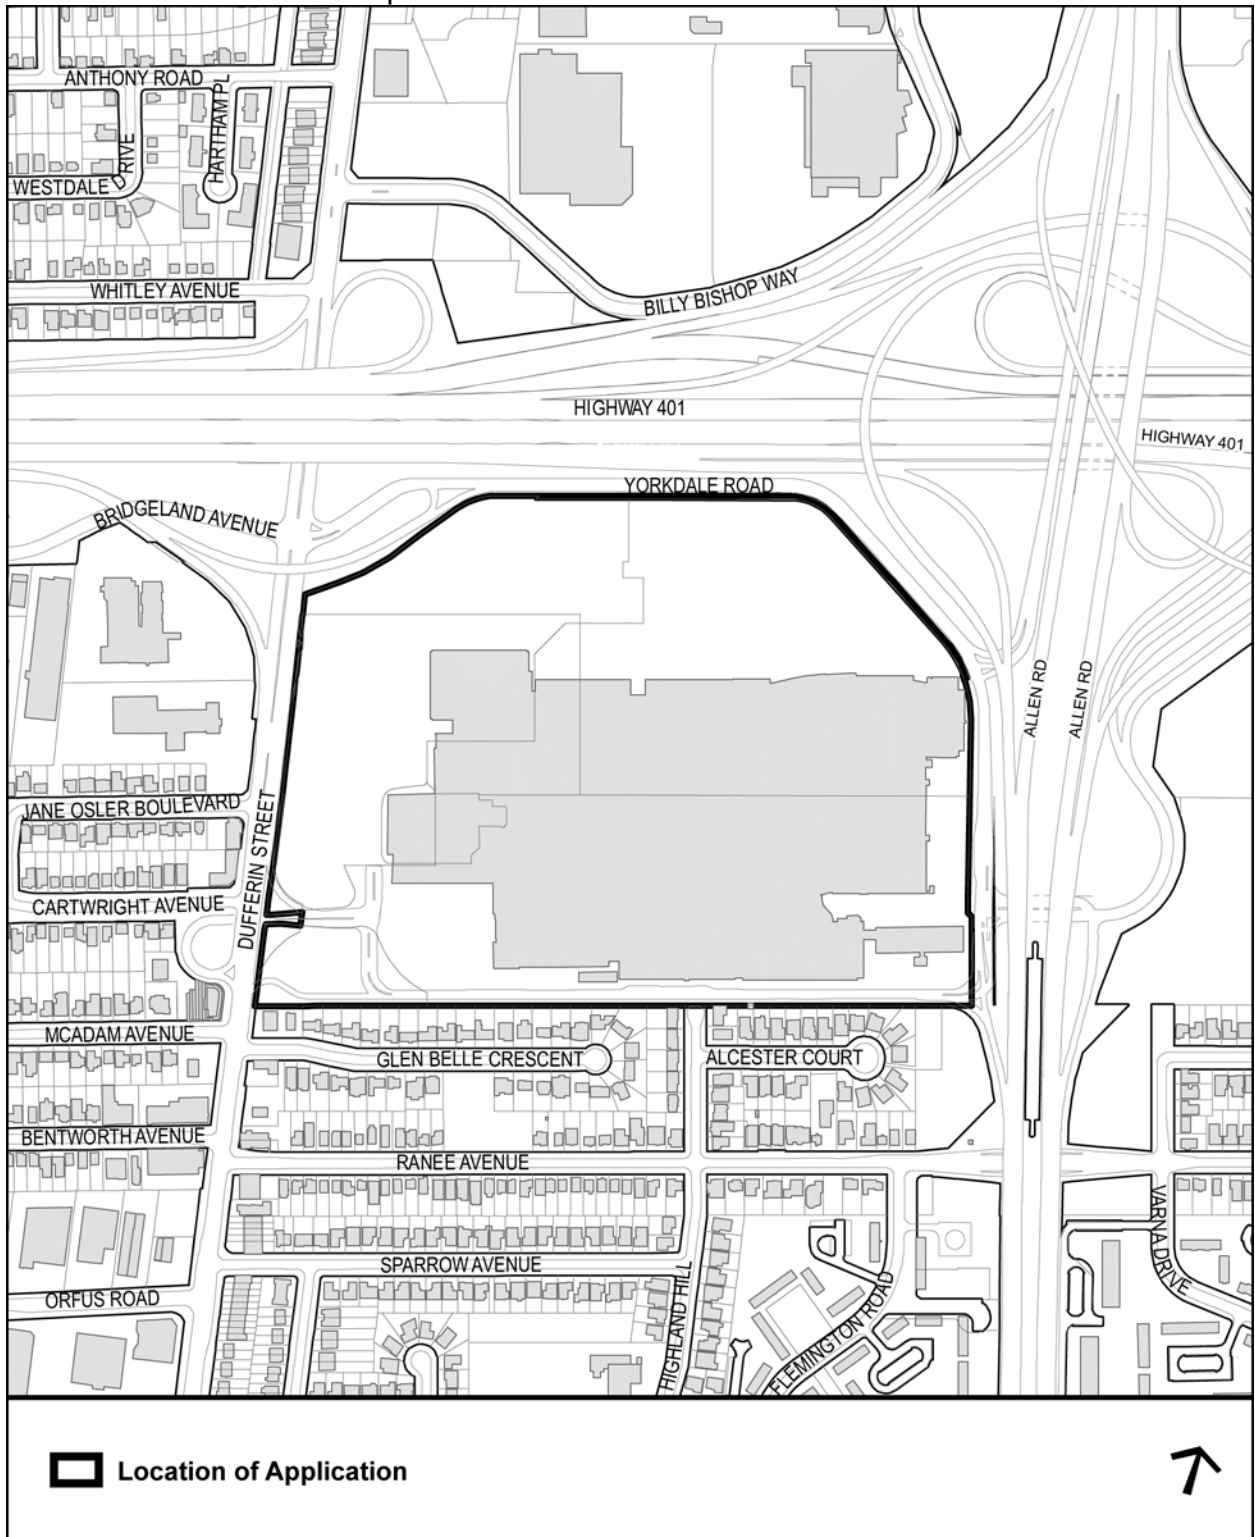 ANTHONY ROAD
HARTHAM PL
DRIVE
WESTDALE
WHITLEY AVENUE
BILLY BISHOP WAY
HIGHWAY 401
HIGHWAY 401
YORKDALE ROAD
BRIDGELAND AVENUE
ALLEN RD
ALLEN RD
JANE OSLER BOULEVARD
DUFFERIN STREET
CARTWRIGHT AVENUE
MCADAM AVENUE
GLEN BELLE CRESCENT
ALCESTER COURT
BENTWORTH AVENUE
RANEE AVENUE
VARNA DRIVE
SPARROW AVENUE
ORFUS ROAD
HIGHLAND HILL
FLEMINGTON ROAD
Location of Application